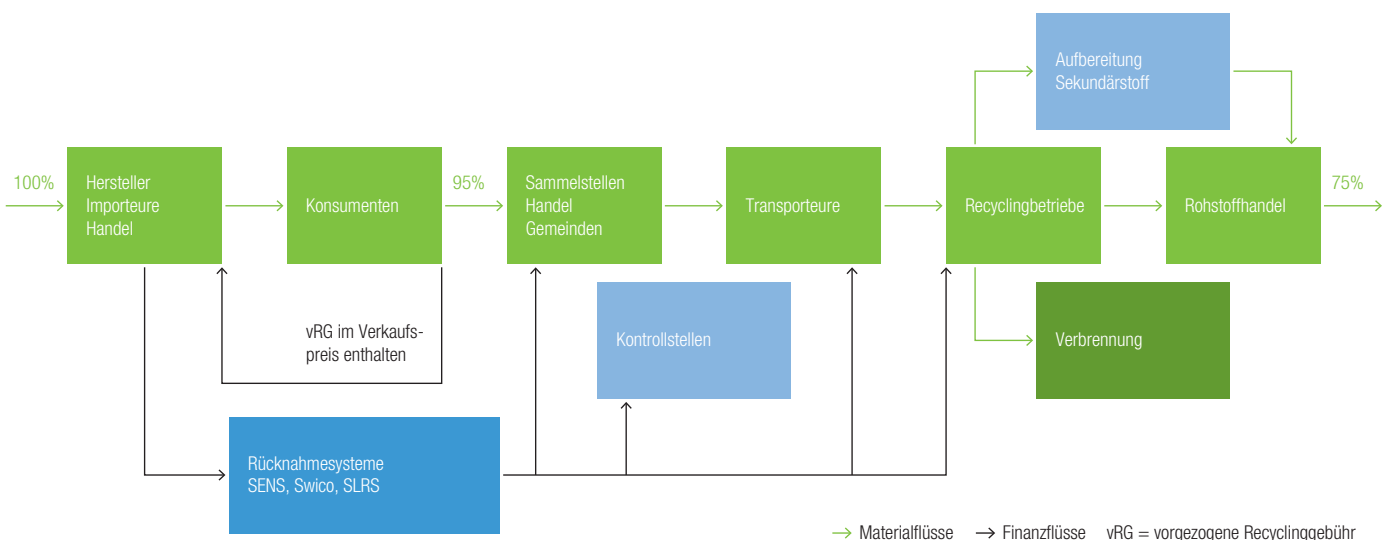 Aufbereitung
Sekundärstoff
100%
Hersteller
Importeure
Handel
Konsumenten
95%
Sammelstellen
Handel
Gemeinden
Transporteure
Recyclingbetriebe
Rohstoffhandel
75%
vRG im Verkaufs-
preis enthalten
Kontrollstellen
Verbrennung
Rücknahmesysteme
SENS, Swico, SLRS
→ Materialflüsse → Finanzflüsse vRG = vorgezogene Recyclinggebühr